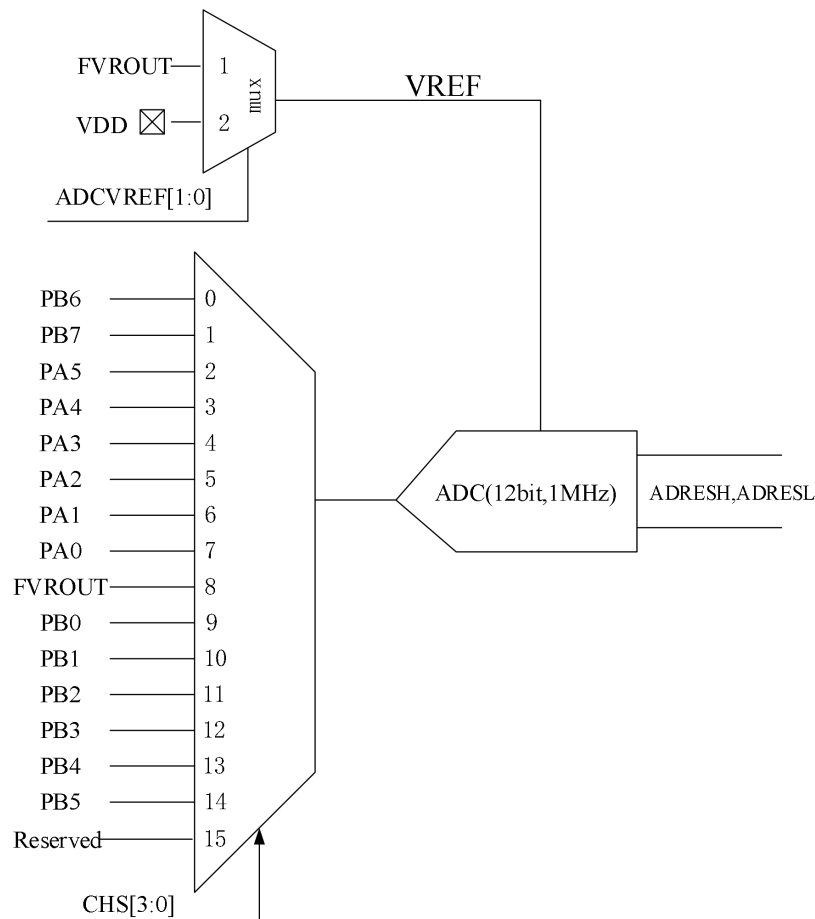 FVROUT 1
mux
VREF
VDD 2
ADCVREF[1:0]
PB6 0
PB7 1
PA5 2
PA4 3
PA3 4
PA2 5
ADC(12bit,1MHz)
ADRESH,ADRESL
PA1 6
PA0 7
FVROUT 8
PB0 9
PB1 10
PB2 11
PB3 12
PB4 13
PB5 14
Reserved 15
CHS[3:0]